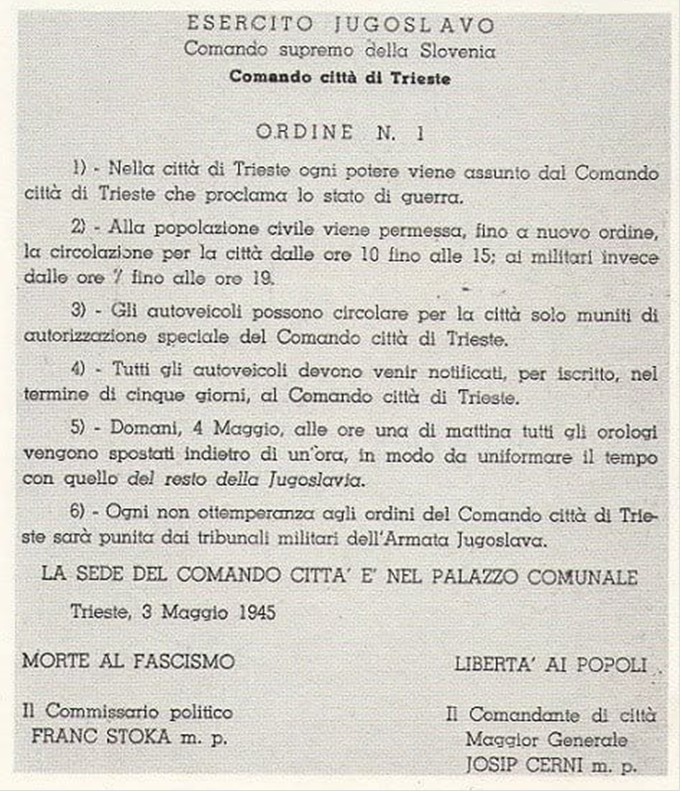 ESERCITO JUGOSLAVO
Comando supremo della Slovenia
Comando città di Trieste
ORDINE N. 1
1) - Nella città di Trieste ogni potere viene assunto dal Comando
città di Trieste che proclama lo stato di guerra.
2) - Alla popolazione civile viene permessa, fino a nuovo ordine,
la circolazione per la città dalle ore 10 fino alle 15; ai militari invece
dalle ore 7 fino alle ore 19.
3) - Gli autoveicoli possono circolare per la città solo muniti di
autorizzazione speciale del Comando città di Trieste.
4) - Tutti gli autoveicoli devono venir notificati, per iscritto, nel
termine di cinque giorni, al Comando città di Trieste.
5) - Domani, 4 Maggio, alle ore una di mattina tutti gli orologi
vengono spostati indietro di un'ora, in modo da uniformare il tempo
con quello del resto della Jugoslavia.
6) - Ogni non ottemperanza agli ordini del Comando città di Trie-
ste sarà punita dai tribunali militari dell'Armata Jugoslava.
LA SEDE DEL COMANDO CITTA' E' NEL PALAZZO COMUNALE
Trieste, 3 Maggio 1945
MORTE AL FASCISMO
LIBERTA' AI POPOLI
Il Commissario politico
FRANC STOKA m. p.
Il Comandante di città
Maggior Generale
JOSIP CERNI m. p.